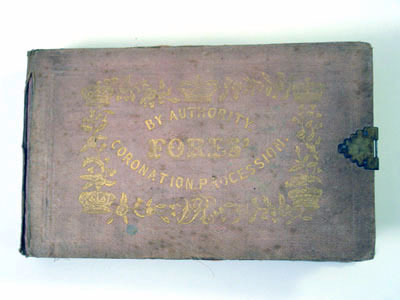 BY AUTHORITY.
FORES'
CORONATION PROCESSION.